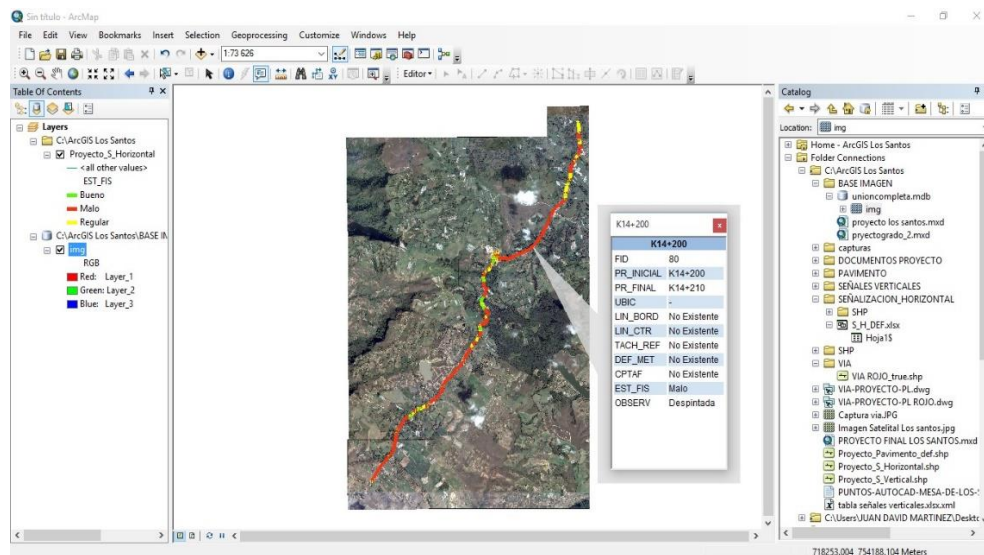 Sin título - ArcMap
File Edit View Bookmarks Insert Selection Geoprocessing Customize Windows Help
1:73 626
Editor
Table Of Contents
Layers
C:\ArcGIS Los Santos
Proyecto_S_Horizontal
<all other values>
EST_FIS
Bueno
Malo
Regular
C:\ArcGIS Los Santos\BASE IM
img
RGB
Red: Layer_1
Green: Layer_2
Blue: Layer_3
K14+200
K14+200
FID 80
PR_INICIAL K14+200
PR_FINAL K14+210
UBIC -
LIN_BORD No Existente
LIN_CTR No Existente
TACH_REF No Existente
DEF_MET No Existente
CPTAF No Existente
EST_FIS Malo
OBSERV Despintada
Catalog
Location: img
Home - ArcGIS Los Santos
Folder Connections
C:\ArcGIS Los Santos
BASE IMAGEN
unioncompleta.mdb
img
proyecto los santos.mxd
pryectogrado_2.mxd
capturas
DOCUMENTOS PROYECTO
PAVIMENTO
SEÑALES VERTICALES
SEÑALIZACION_HORIZONTAL
SHP
S_H_DEF.xlsx
Hoja1$
SHP
VIA
VIA ROJO_true.shp
VIA-PROYECTO-PL.dwg
VIA-PROYECTO-PL ROJO.dwg
Captura via.JPG
Imagen Satelital Los santos.jpg
PROYECTO FINAL LOS SANTOS.mxd
Proyecto_Pavimento_def.shp
Proyecto_S_Horizontal.shp
Proyecto_S_Vertical.shp
PUNTOS-AUTOCAD-MESA-DE-LOS-
tabla señales verticales.xlsx.xml
C:\Users\JUAN DAVID MARTINEZ\Deskto
718253,004 754188,104 Meters